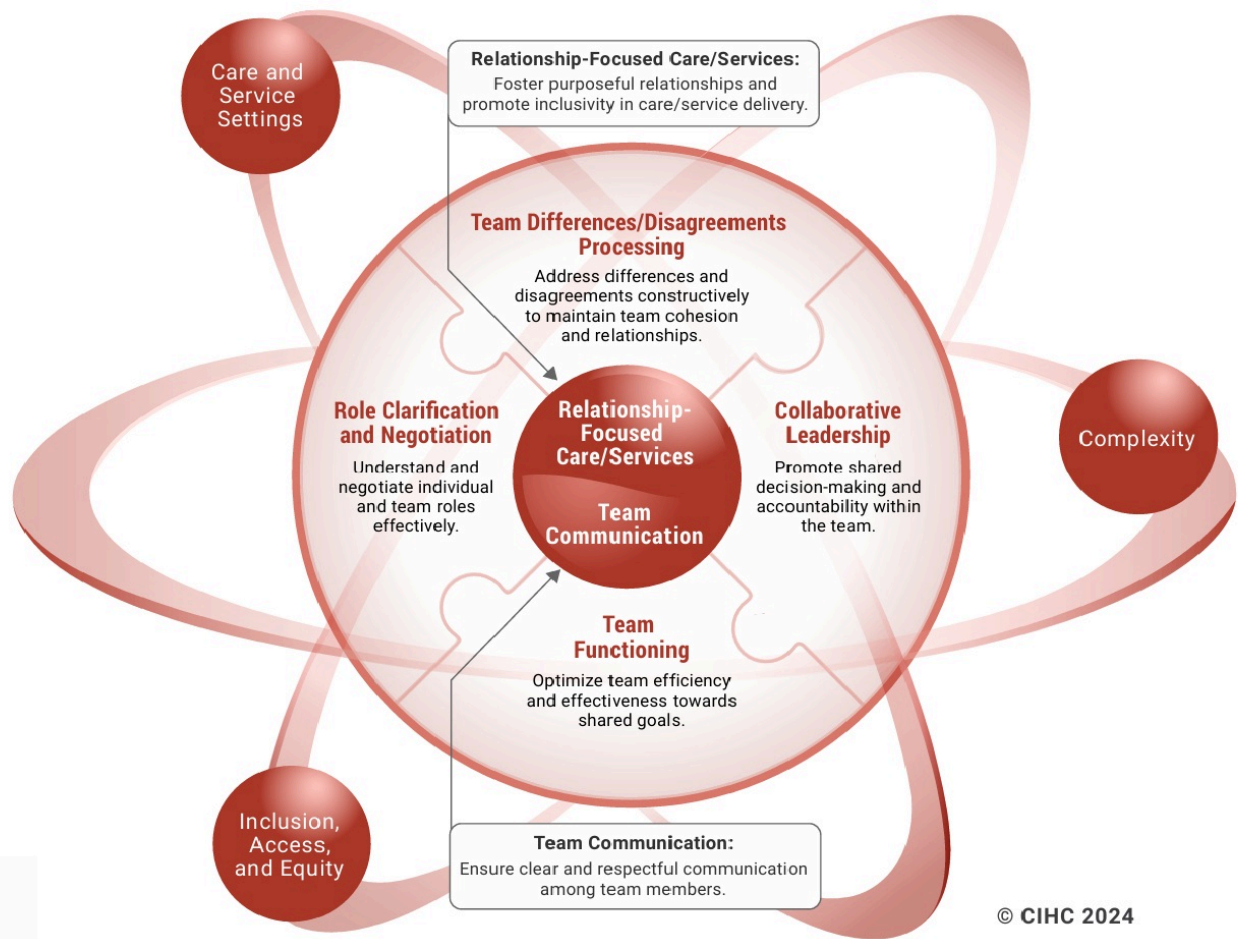 Care and
Service
Settings
Relationship-Focused Care/Services:
Foster purposeful relationships and
promote inclusivity in care/service delivery.
Team Differences/Disagreements
Processing
Address differences and
disagreements constructively
to maintain team cohesion
and relationships.
Role Clarification
and Negotiation
Understand and
negotiate individual
and team roles
effectively.
Relationship-
Focused
Care/Services
Team
Communication
Collaborative
Leadership
Promote shared
decision-making and
accountability within
the team.
Complexity
Team
Functioning
Optimize team efficiency
and effectiveness towards
shared goals.
Inclusion,
Access,
and Equity
Team Communication:
Ensure clear and respectful communication
among team members.
© CIHC 2024